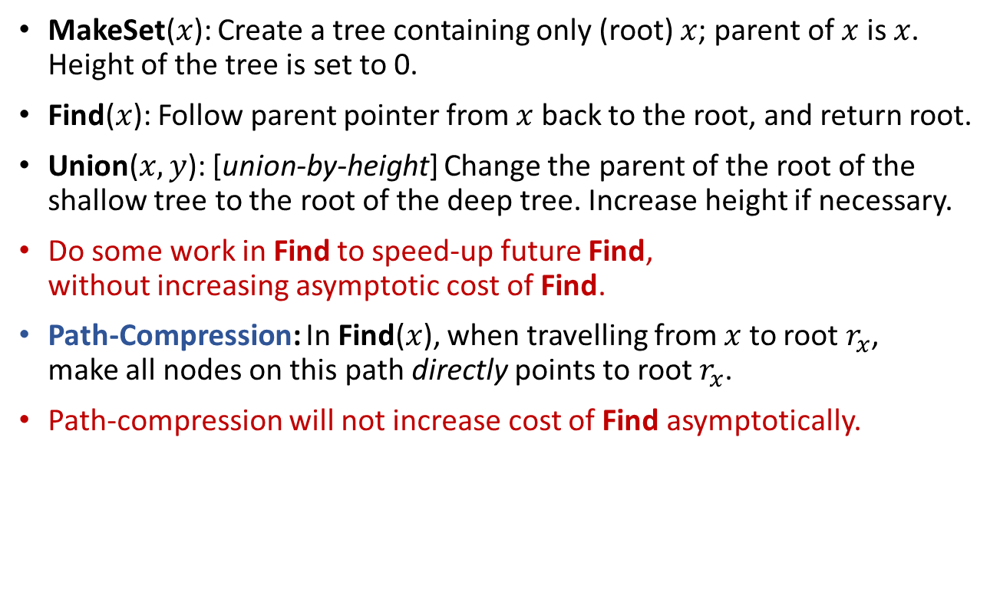 • MakeSet(x): Create a tree containing only (root) x; parent of x is x.
Height of the tree is set to 0.
• Find(x): Follow parent pointer from x back to the root, and return root.
• Union(x, y): [union-by-height] Change the parent of the root of the
shallow tree to the root of the deep tree. Increase height if necessary.
• Do some work in Find to speed-up future Find,
without increasing asymptotic cost of Find.
• Path-Compression: In Find(x), when travelling from x to root rₓ,
make all nodes on this path directly points to root rₓ.
• Path-compression will not increase cost of Find asymptotically.